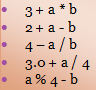 3 + a * b
2 + a - b
4 – a / b
3.0 + a / 4
a % 4 - b